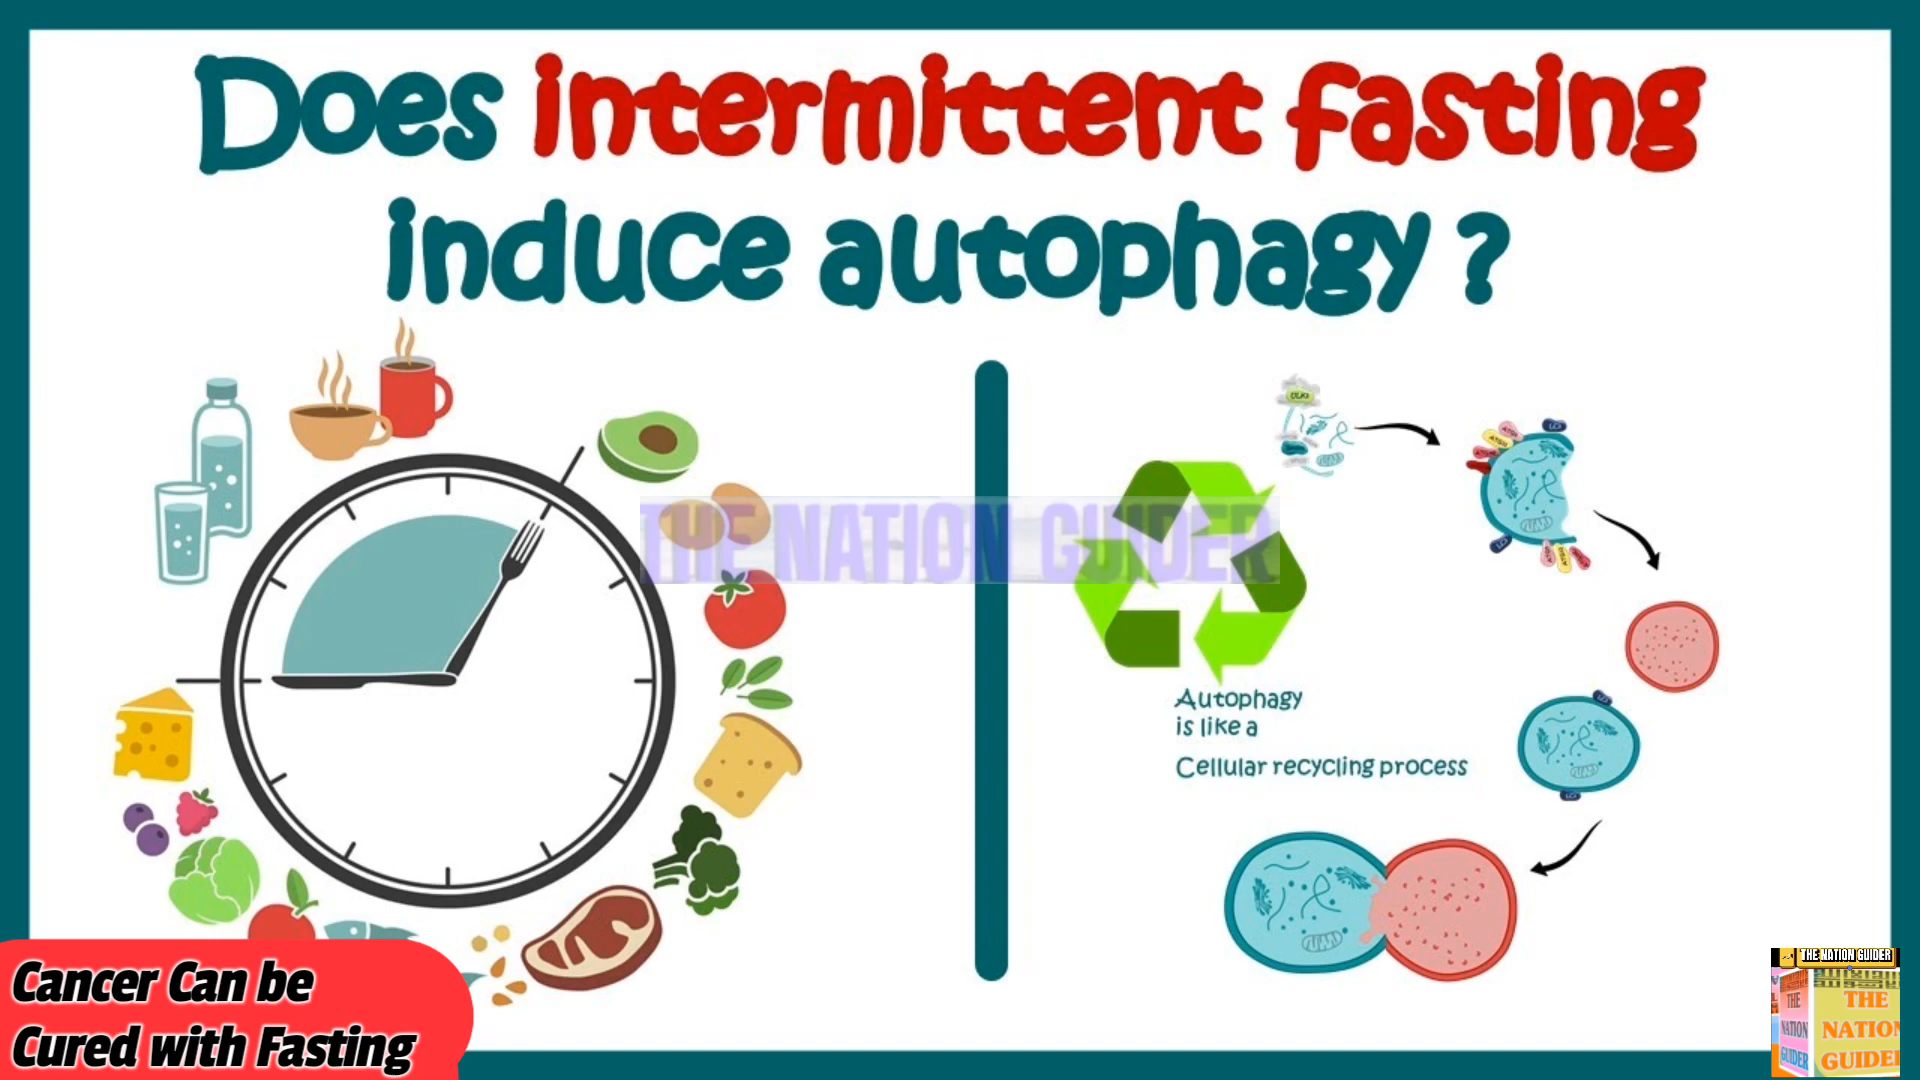 Does intermittent fasting
induce autophagy ?
THE NATION GUIDER
Autophagy
is like a
Cellular recycling process
Cancer Can be
Cured with Fasting
THE NATION GUIDER
THE
NATION
GUIDER
THE